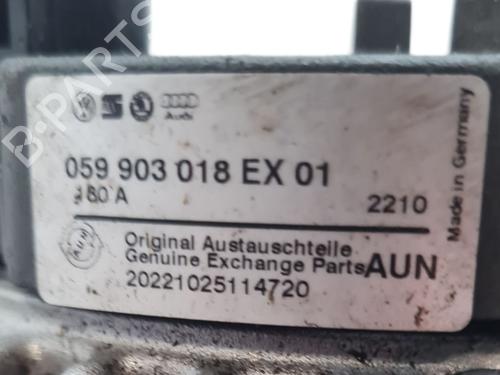 Audi
059 903 018 EX 01
180 A
2210
Made in Germany
Original Austauschteile
Genuine Exchange Parts AUN
20221025114720
B-PARTS